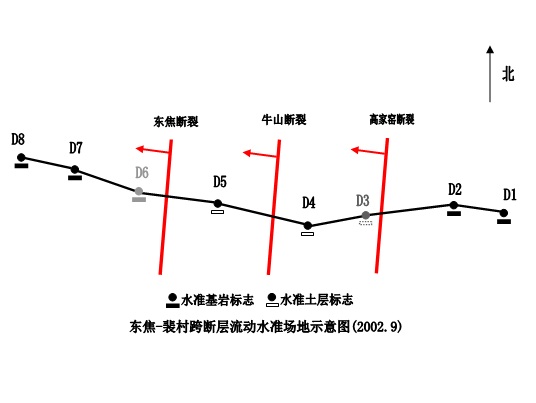 北
东焦断裂 牛山断裂 高家窑断裂
D8 D7 D6 D5 D4 D3 D2 D1
水准基岩标志 水准土层标志
东焦-裴村跨断层流动水准场地示意图(2002.9)